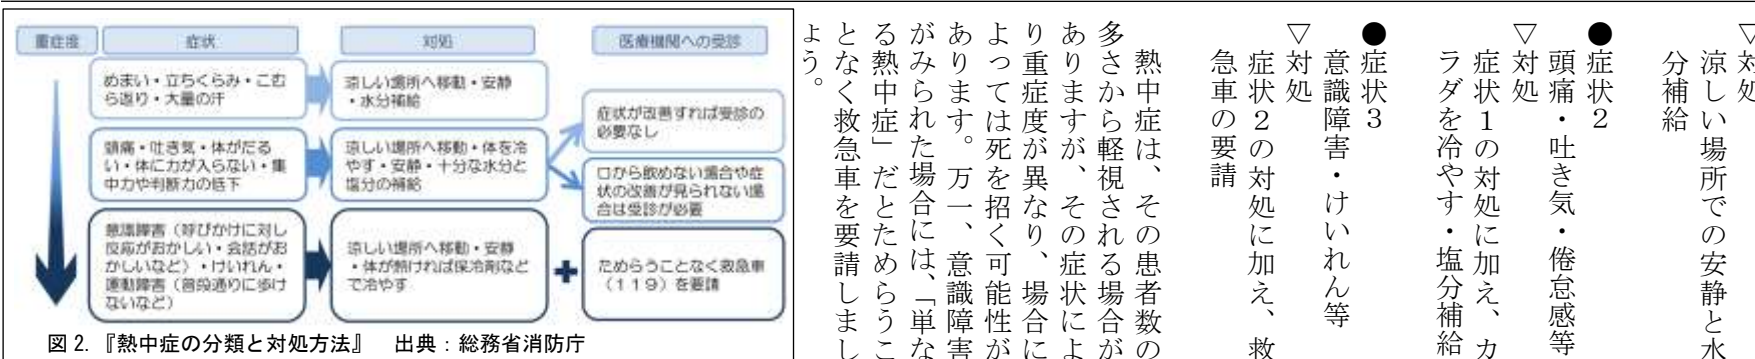 ▽対処
涼しい場所での安静と水
分補給
●症状2
頭痛・吐き気・倦怠感等
▽対処
症状1の対処に加え、カ
ラダを冷やす・塩分補給
●症状3
意識障害・けいれん等
▽対処
症状2の対処に加え、救
急車の要請
熱中症は、その患者数の
多さから軽視される場合が
ありますが、その症状によ
り重症度が異なり、場合に
よっては死を招く可能性が
あります。万一、意識障害
がみられた場合には、「単な
る熱中症」だとためらうこ
となく救急車を要請しまし
ょう。
重症度
症状
対処
医療機関への受診
めまい・立ちくらみ・こむ
ら返り・大量の汗
涼しい場所へ移動・安静
・水分補給
頭痛・吐き気・体がだる
い・体に力が入らない・集
中力や判断力の低下
涼しい場所へ移動・体を冷
やす・安静・十分な水分と
塩分の補給
症状が改善すれば受診の
必要なし
口から飲めない場合や症
状の改善が見られない場
合は受診が必要
意識障害（呼びかけに対し
反応がおかしい・会話がお
かしいなど）・けいれん・
運動障害（普段通りに歩け
ないなど）
涼しい場所へ移動・安静
・体が熱ければ保冷剤など
で冷やす
ためらうことなく救急車
（119）を要請
図2.『熱中症の分類と対処方法』 出典：総務省消防庁